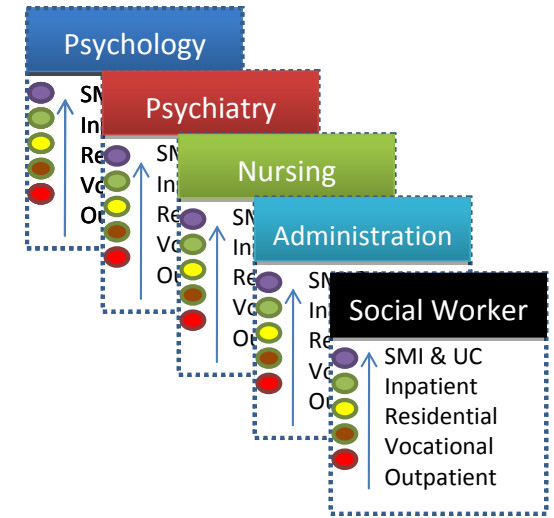 Psychology
Psychiatry
Nursing
Administration
Social Worker
SMI & UC
Inpatient
Residential
Vocational
Outpatient